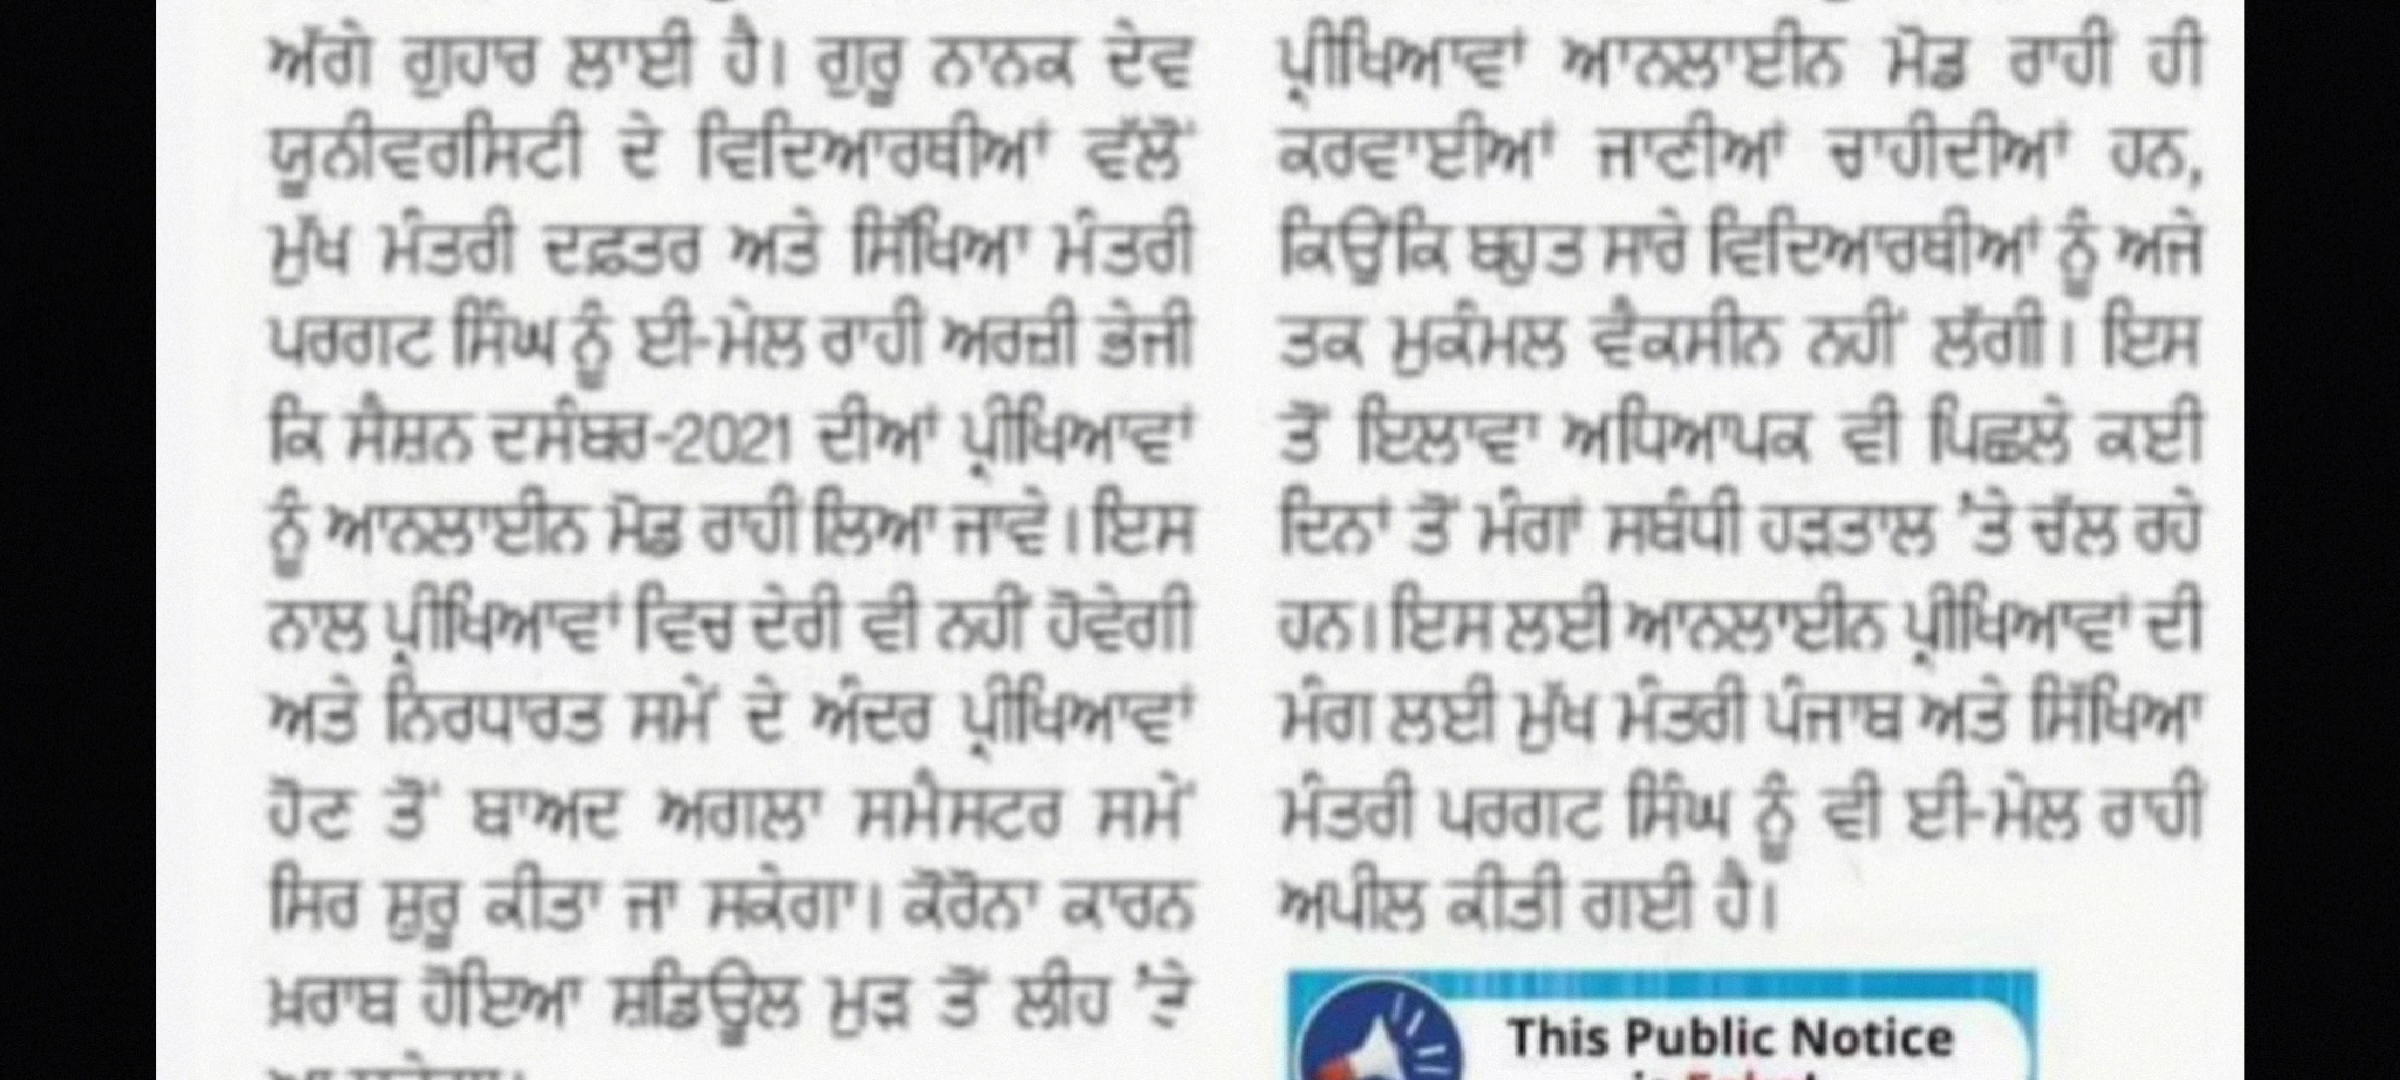 ਅੱਗੇ ਗੁਹਾਰ ਲਾਈ ਹੈ। ਗੁਰੂ ਨਾਨਕ ਦੇਵ
ਯੂਨੀਵਰਸਿਟੀ ਦੇ ਵਿਦਿਆਰਥੀਆਂ ਵੱਲੋਂ
ਮੁੱਖ ਮੰਤਰੀ ਦਫ਼ਤਰ ਅਤੇ ਸਿੱਖਿਆ ਮੰਤਰੀ
ਪਰਗਟ ਸਿੰਘ ਨੂੰ ਈ-ਮੇਲ ਰਾਹੀ ਅਰਜ਼ੀ ਭੇਜੀ
ਕਿ ਸੈਸ਼ਨ ਦਸੰਬਰ-2021 ਦੀਆਂ ਪ੍ਰੀਖਿਆਵਾਂ
ਨੂੰ ਆਨਲਾਈਨ ਮੋਡ ਰਾਹੀ ਲਿਆ ਜਾਵੇ। ਇਸ
ਨਾਲ ਪ੍ਰੀਖਿਆਵਾਂ ਵਿਚ ਦੇਰੀ ਵੀ ਨਹੀਂ ਹੋਵੇਗੀ
ਅਤੇ ਨਿਰਧਾਰਤ ਸਮੇਂ ਦੇ ਅੰਦਰ ਪ੍ਰੀਖਿਆਵਾਂ
ਹੋਣ ਤੋਂ ਬਾਅਦ ਅਗਲਾ ਸਮੈਸਟਰ ਸਮੇਂ
ਸਿਰ ਸ਼ੁਰੂ ਕੀਤਾ ਜਾ ਸਕੇਗਾ। ਕੋਰੋਨਾ ਕਾਰਨ
ਖ਼ਰਾਬ ਹੋਇਆ ਸ਼ਡਿਊਲ ਮੁੜ ਤੋਂ ਲੀਹ 'ਤੇ
ਪ੍ਰੀਖਿਆਵਾਂ ਆਨਲਾਈਨ ਮੋਡ ਰਾਹੀ ਹੀ
ਕਰਵਾਈਆਂ ਜਾਣੀਆਂ ਚਾਹੀਦੀਆਂ ਹਨ,
ਕਿਉਂਕਿ ਬਹੁਤ ਸਾਰੇ ਵਿਦਿਆਰਥੀਆਂ ਨੂੰ ਅਜੇ
ਤਕ ਮੁਕੰਮਲ ਵੈਕਸੀਨ ਨਹੀਂ ਲੱਗੀ। ਇਸ
ਤੋਂ ਇਲਾਵਾ ਅਧਿਆਪਕ ਵੀ ਪਿਛਲੇ ਕਈ
ਦਿਨਾਂ ਤੋਂ ਮੰਗਾਂ ਸਬੰਧੀ ਹੜਤਾਲ 'ਤੇ ਚੱਲ ਰਹੇ
ਹਨ। ਇਸ ਲਈ ਆਨਲਾਈਨ ਪ੍ਰੀਖਿਆਵਾਂ ਦੀ
ਮੰਗ ਲਈ ਮੁੱਖ ਮੰਤਰੀ ਪੰਜਾਬ ਅਤੇ ਸਿੱਖਿਆ
ਮੰਤਰੀ ਪਰਗਟ ਸਿੰਘ ਨੂੰ ਵੀ ਈ-ਮੇਲ ਰਾਹੀ
ਅਪੀਲ ਕੀਤੀ ਗਈ ਹੈ।
This Public Notice